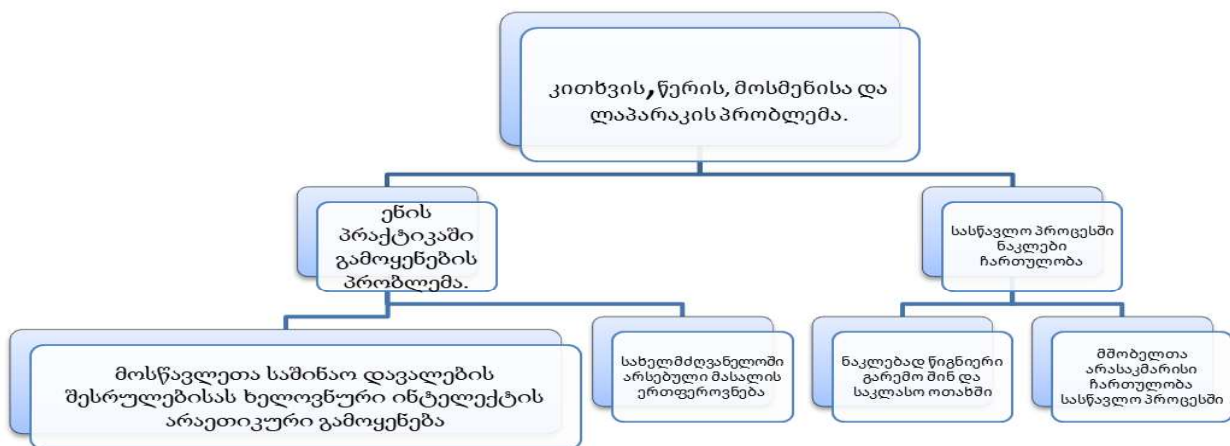 კითხვის, წერის, მოსმენისა და
ლაპარაკის პრობლემა.
ენის
პრაქტიკაში
გამოყენების
პრობლემა.
სასწავლო პროცესში
ნაკლები
ჩართულობა
მოსწავლეთა საშინაო დავალების
შესრულებისას ხელოვნური ინტელექტის
არაეთიკური გამოყენება
სახელმძღვანელოში
არსებული მასალის
ერთფეროვნება
ნაკლებად წიგნიერი
გარემო შინ და
საკლასო ოთახში
მშობელთა
არასაკმარისი
ჩართულობა
სასწავლო პროცესში